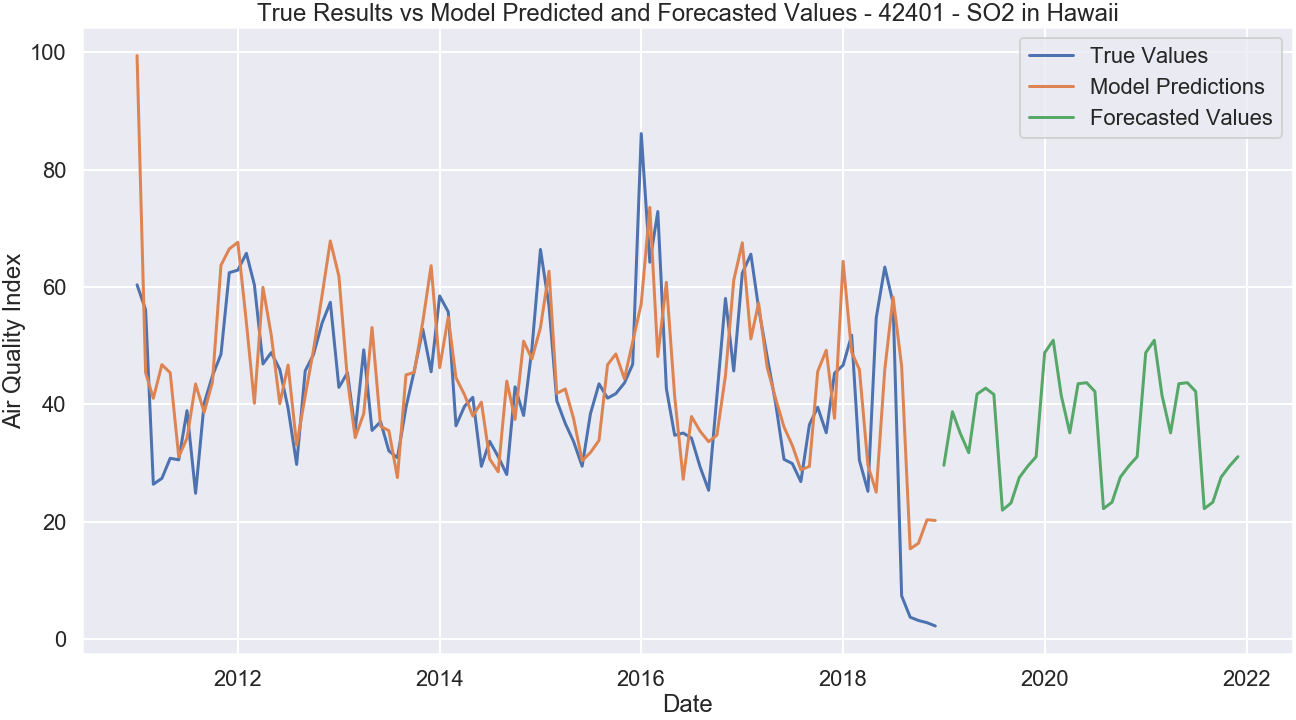 True Results vs Model Predicted and Forecasted Values - 42401 - SO2 in Hawaii
True Values
Model Predictions
Forecasted Values
Air Quality Index
100
80
60
40
20
0
2012
2014
2016
2018
2020
2022
Date